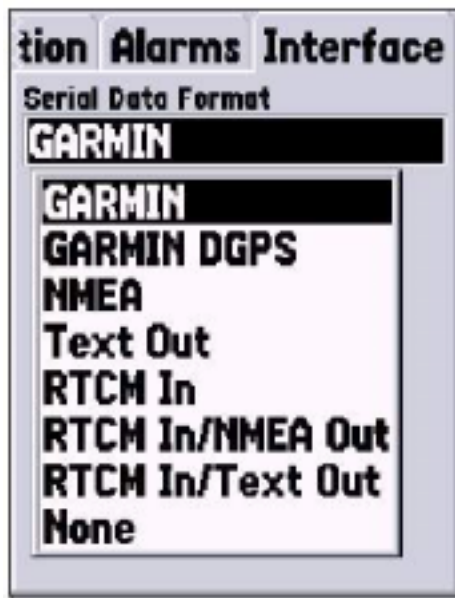 tion Alarms Interface
Serial Data Format
GARMIN
GARMIN
GARMIN DGPS
NMEA
Text Out
RTCM In
RTCM In/NMEA Out
RTCM In/Text Out
None